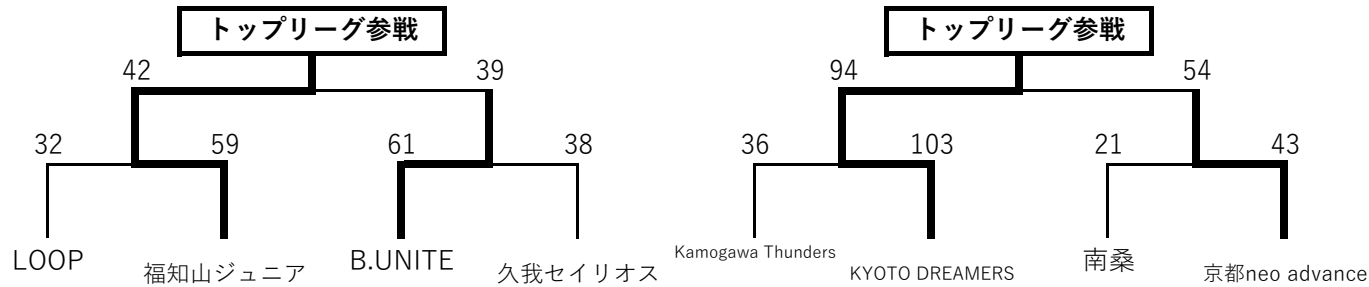 トップリーグ参戦
トップリーグ参戦
42
39
94
54
32
59
61
38
36
103
21
43
LOOP
福知山ジュニア
B.UNITE
久我セイリオス
Kamogawa Thunders
KYOTO DREAMERS
南桑
京都neo advance